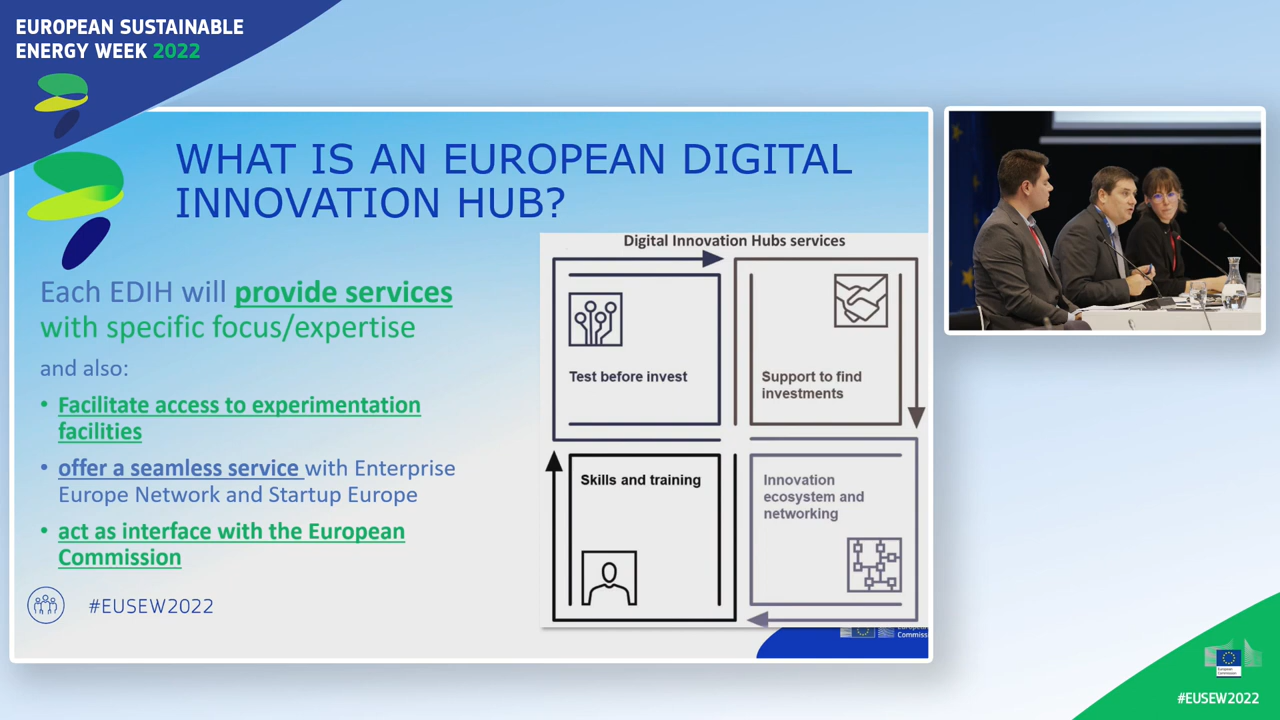 EUROPEAN SUSTAINABLE
ENERGY WEEK 2022
WHAT IS AN EUROPEAN DIGITAL
INNOVATION HUB?
Each EDIH will provide services
with specific focus/expertise
and also:
• Facilitate access to experimentation
facilities
• offer a seamless service with Enterprise
Europe Network and Startup Europe
• act as interface with the European
Commission
#EUSEW2022
Digital Innovation Hubs services
Test before invest
Support to find
investments
Skills and training
Innovation
ecosystem and
networking
European
Commission
#EUSEW2022